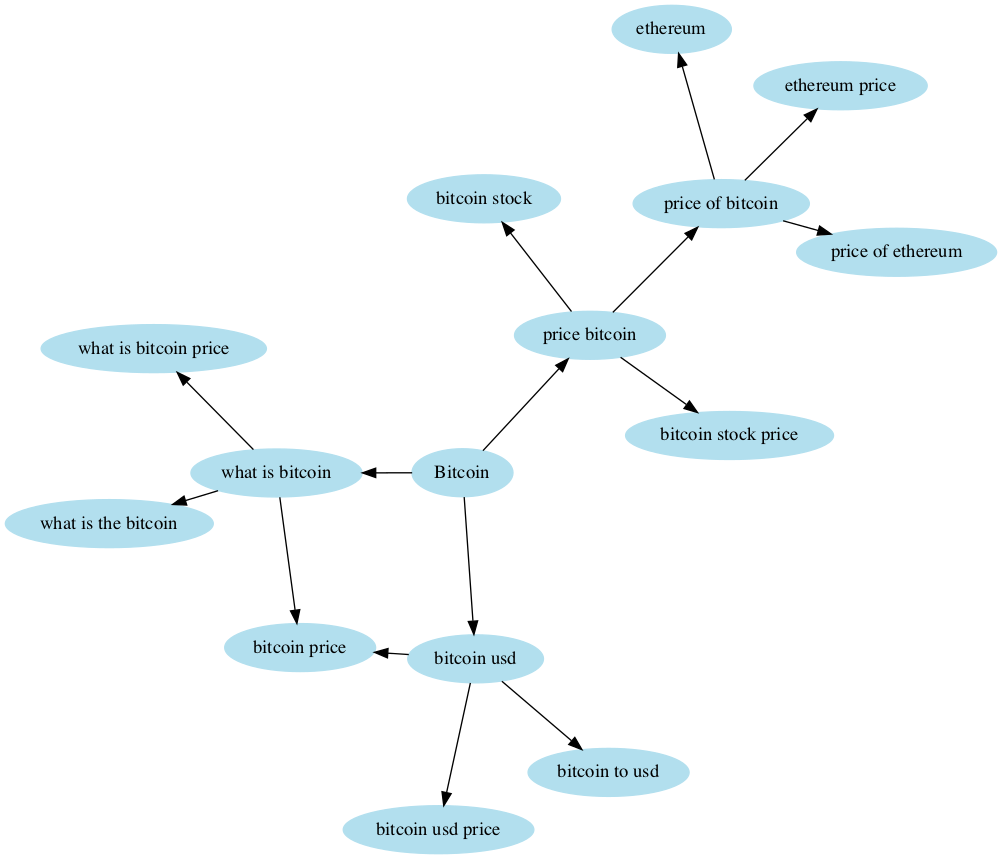 ethereum
ethereum price
bitcoin stock
price of bitcoin
price of ethereum
price bitcoin
what is bitcoin price
bitcoin stock price
what is bitcoin
Bitcoin
what is the bitcoin
bitcoin price
bitcoin usd
bitcoin to usd
bitcoin usd price